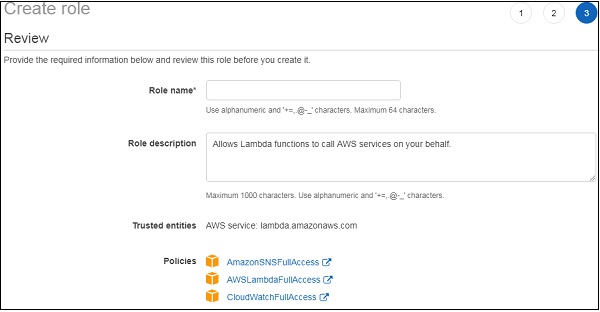 Create role
1 2 3
Review
Provide the required information below and review this role before you create it.
Role name*
Use alphanumeric and '+=,.@-_' characters. Maximum 64 characters.
Role description Allows Lambda functions to call AWS services on your behalf.
Maximum 1000 characters. Use alphanumeric and '+=,.@-_' characters.
Trusted entities AWS service: lambda.amazonaws.com
Policies AmazonSNSFullAccess
AWSLambdaFullAccess
CloudWatchFullAccess